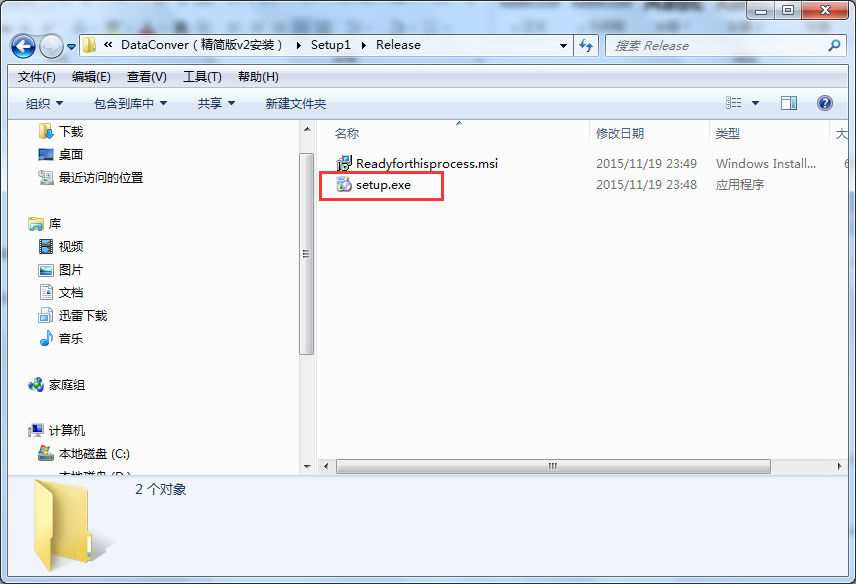 « DataConver（精简版v2安装） ▸ Setup1 ▸ Release
搜索 Release
文件(F) 编辑(E) 查看(V) 工具(T) 帮助(H)
组织 包含到库中 共享 新建文件夹
下载
桌面
最近访问的位置
库
视频
图片
文档
迅雷下载
音乐
家庭组
计算机
本地磁盘 (C:)
本地磁盘 (D:)
名称 修改日期 类型 大
Readyforthisprocess.msi 2015/11/19 23:49 Windows Install... 6
setup.exe 2015/11/19 23:48 应用程序
2 个对象